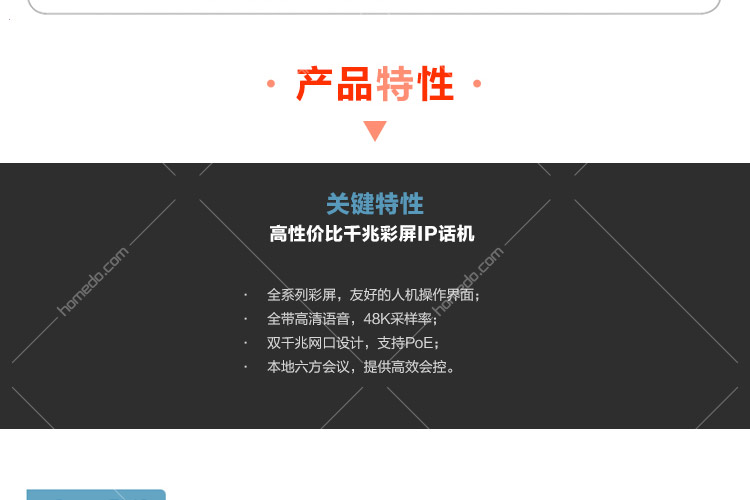 · 产品特性 ·
关键特性
高性价比千兆彩屏IP话机
· 全系列彩屏，友好的人机操作界面；
· 全带高清语音，48K采样率；
· 双千兆网口设计，支持PoE；
· 本地六方会议，提供高效会控。
homedo.com
homedo.com